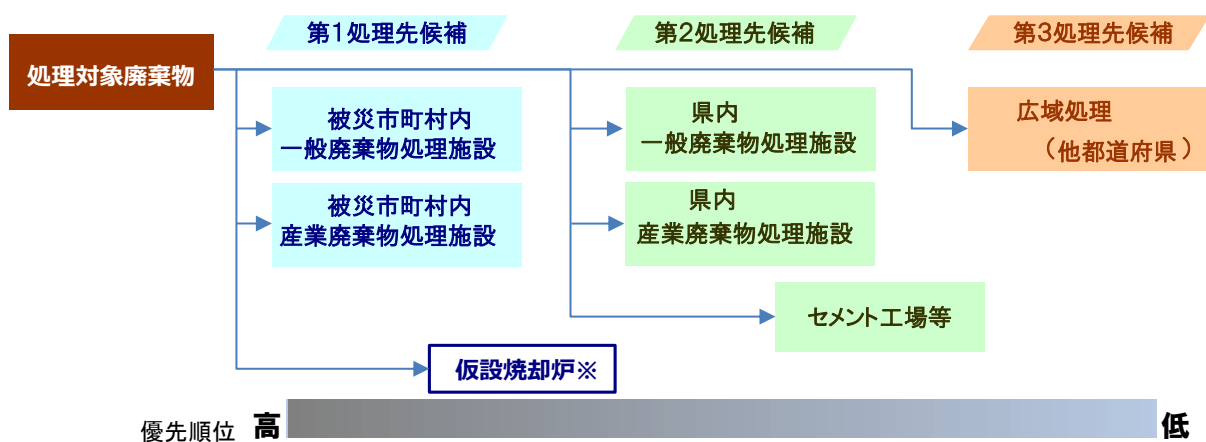 第1処理先候補
第2処理先候補
第3処理先候補
処理対象廃棄物
被災市町村内
一般廃棄物処理施設
県内
一般廃棄物処理施設
広域処理
（他都道府県）
被災市町村内
産業廃棄物処理施設
県内
産業廃棄物処理施設
セメント工場等
仮設焼却炉※
優先順位 高 低